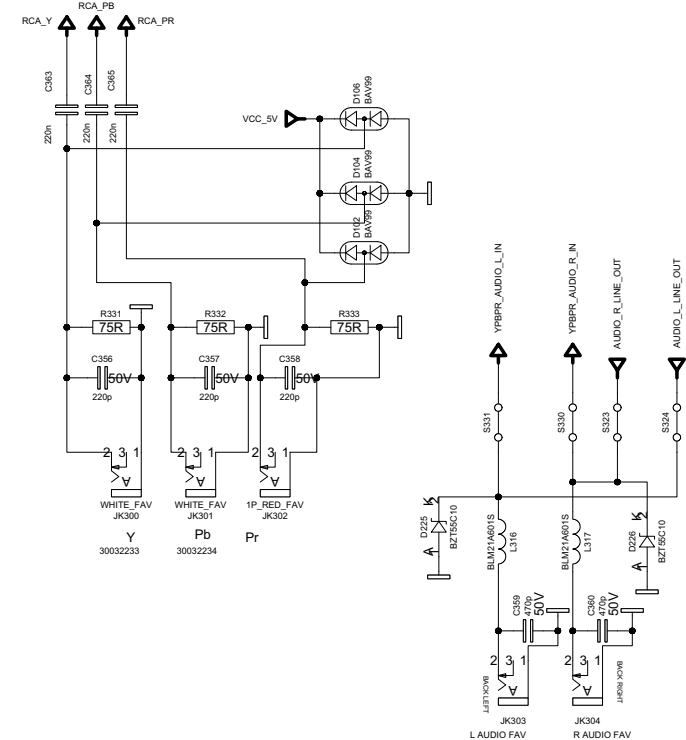 RCA_PB
RCA_Y
RCA_PR
C363
C364
C365
220n
220n
220n
VCC_5V
D106
BAV99
D104
BAV99
D102
BAV99
R331
75R
R332
75R
R333
75R
C356
50V
220p
C357
50V
220p
C358
50V
220p
2 3 1
2 3 1
2 3 1
WHITE_FAV
JK300
WHITE_FAV
JK301
1P_RED_FAV
JK302
Y
Pb
Pr
30032233
30032234
YPBPR_AUDIO_L_IN
YPBPR_AUDIO_R_IN
AUDIO_R_LINE_OUT
AUDIO_L_LINE_OUT
S331
S330
S323
S324
K
D225
BZT55C10
A
BLM21A601S
L316
BLM21A601S
L317
K
D226
BZT55C10
A
C359
470p
50V
C360
470p
50V
2 3 1
2 3 1
BACK LEFT
BACK RIGHT
JK303
L AUDIO FAV
JK304
R AUDIO FAV